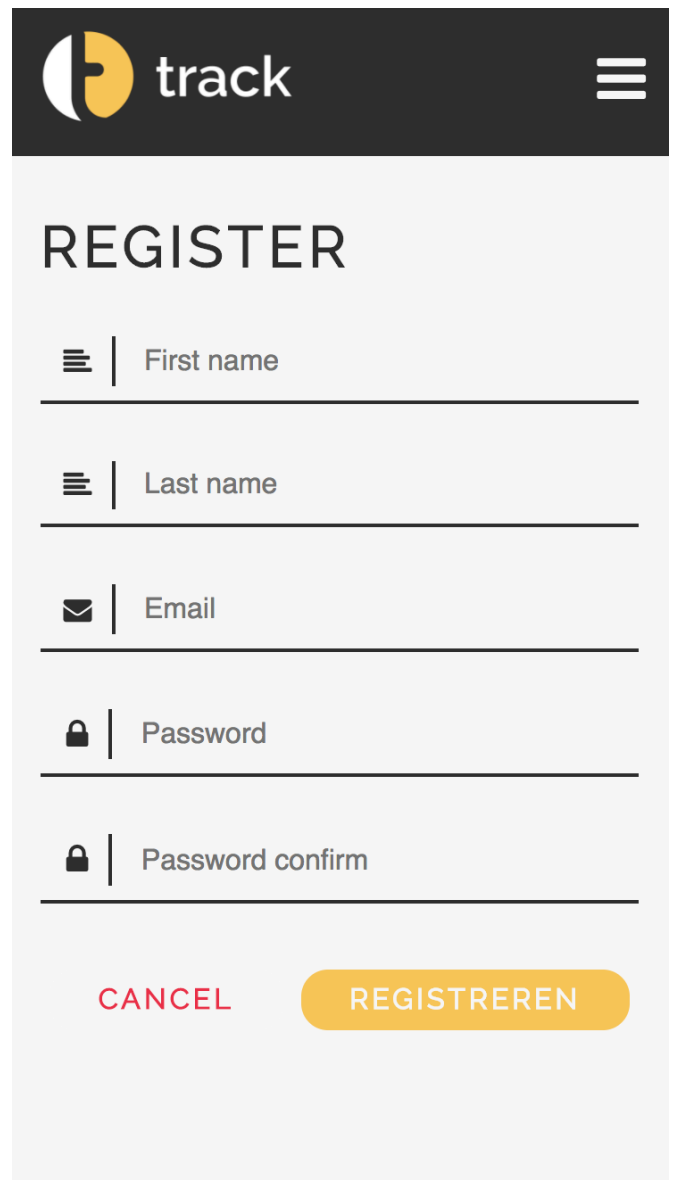 track
REGISTER
First name
Last name
Email
Password
Password confirm
CANCEL REGISTREREN